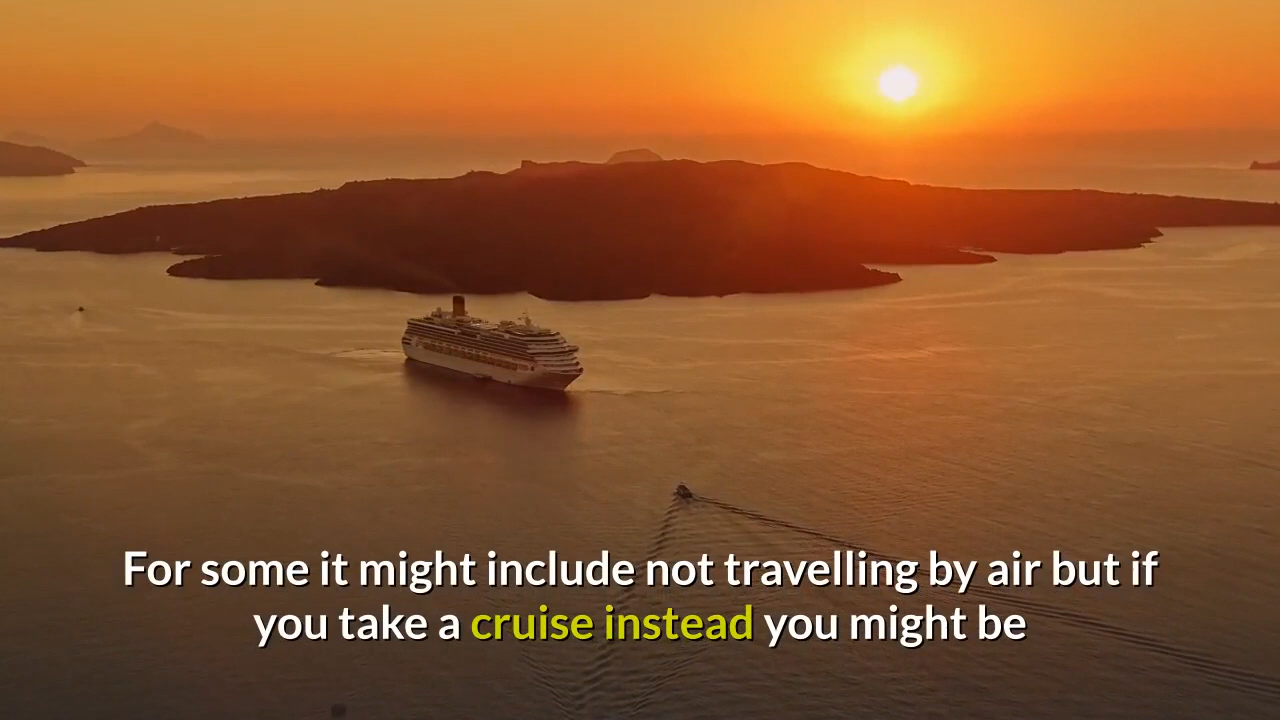 For some it might include not travelling by air but if
you take a cruise instead you might be